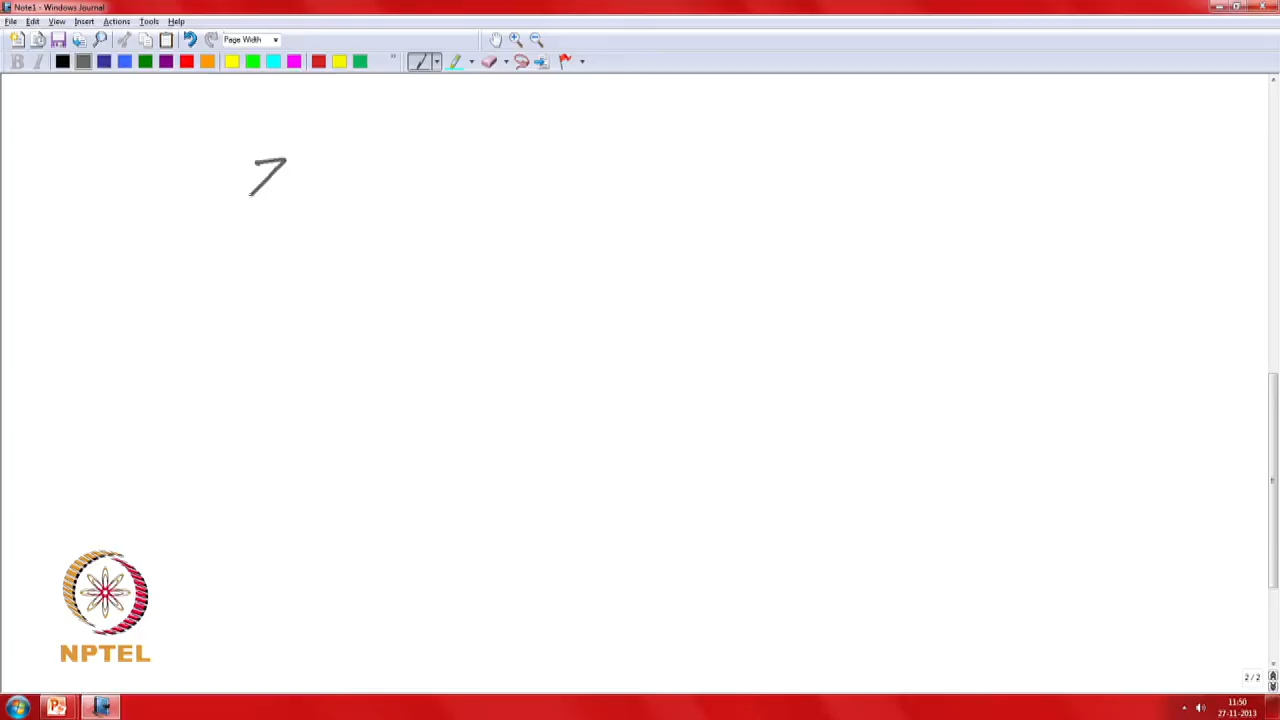 Note1 - Windows Journal
File Edit View Insert Actions Tools Help
Page Width
B I
7
NPTEL
2 / 2
11:50
27-11-2013